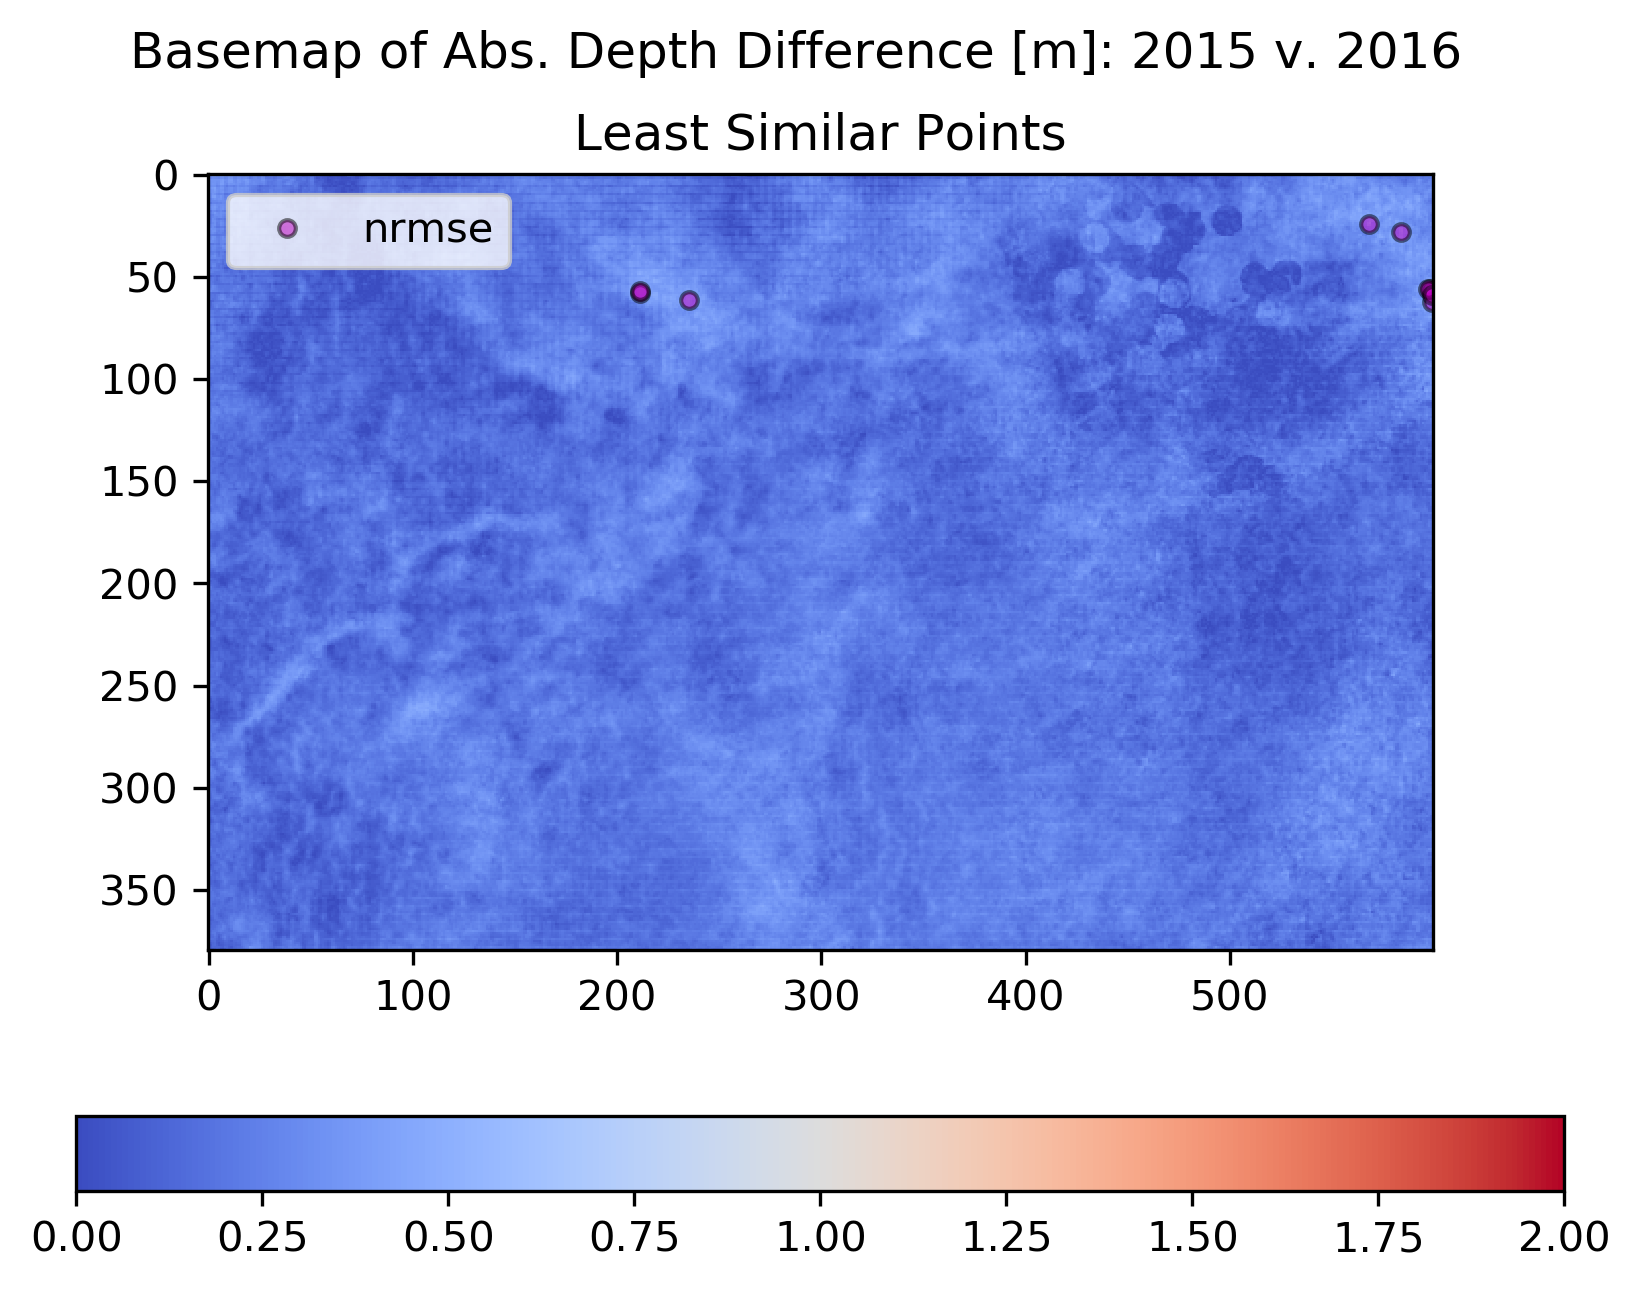 Basemap of Abs. Depth Difference [m]: 2015 v. 2016
Least Similar Points
nrmse
0
50
100
150
200
250
300
350
0 100 200 300 400 500
0.00 0.25 0.50 0.75 1.00 1.25 1.50 1.75 2.00